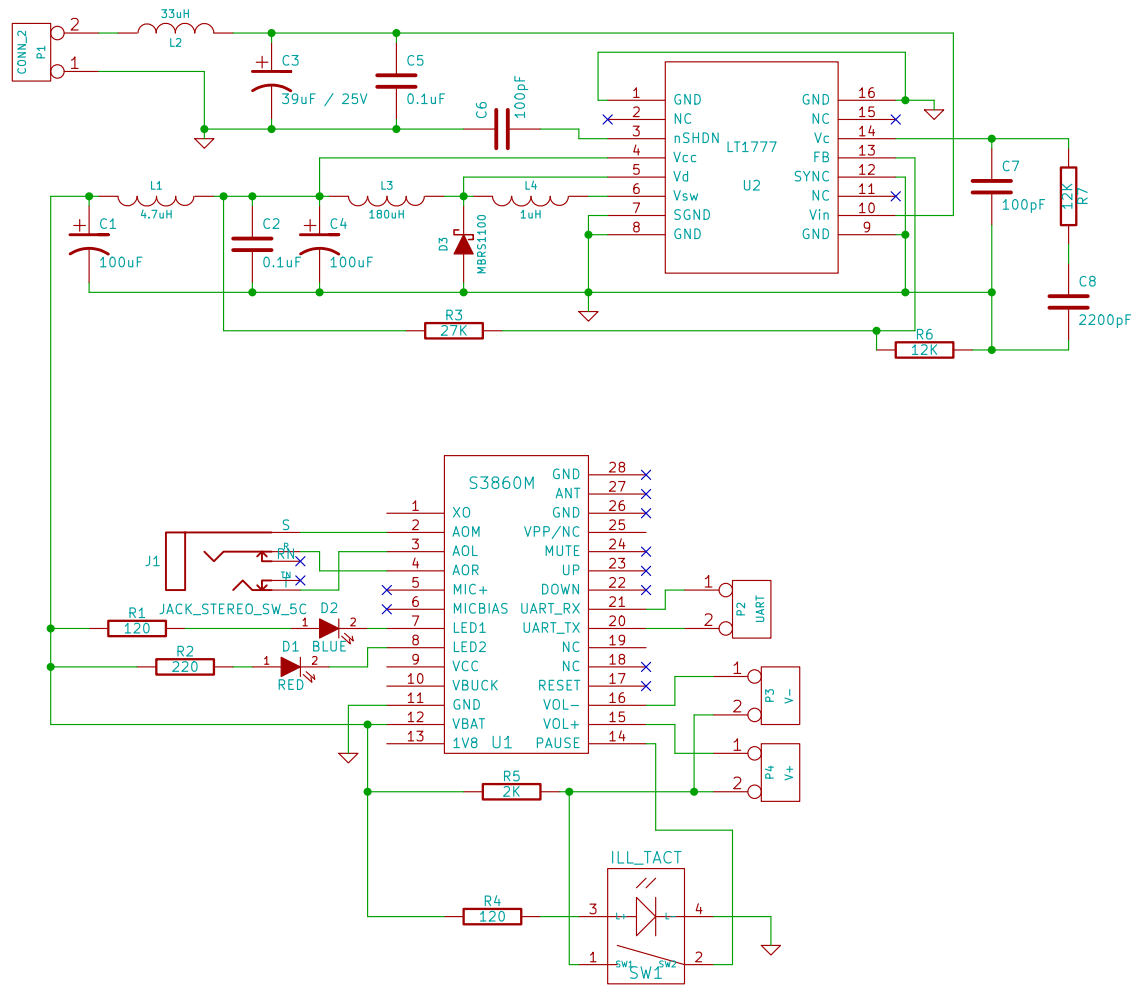 CONN_2
P1
2
1
33uH
L2
C3
39uF / 25V
C5
0.1uF
C6
100pF
1 GND
2 NC
3 nSHDN
4 Vcc
5 Vd
6 Vsw
7 SGND
8 GND
LT1777
U2
GND 16
NC 15
Vc 14
FB 13
SYNC 12
NC 11
Vin 10
GND 9
C7
100pF
12K
R7
C8
2200pF
L1
4.7uH
L3
180uH
L4
1uH
C1
100uF
C2
0.1uF
C4
100uF
D3
MBRS1100
R3
27K
R6
12K
S3860M
U1
1 XO
2 AOM
3 AOL
4 AOR
5 MIC+
6 MICBIAS
7 LED1
8 LED2
9 VCC
10 VBUCK
11 GND
12 VBAT
13 1V8
GND 28
ANT 27
GND 26
VPP/NC 25
MUTE 24
UP 23
DOWN 22
UART_RX 21
UART_TX 20
NC 19
NC 18
RESET 17
VOL- 16
VOL+ 15
PAUSE 14
J1
S
R
RN
TN
T
JACK_STEREO_SW_5C
R1
120
1
D2
2
BLUE
R2
220
1
D1
2
RED
1
2
P2
UART
1
2
P3
V-
1
2
P4
V+
R5
2K
R4
120
ILL_TACT
3
L+
L-
4
1
SW1
SW2
2
SW1